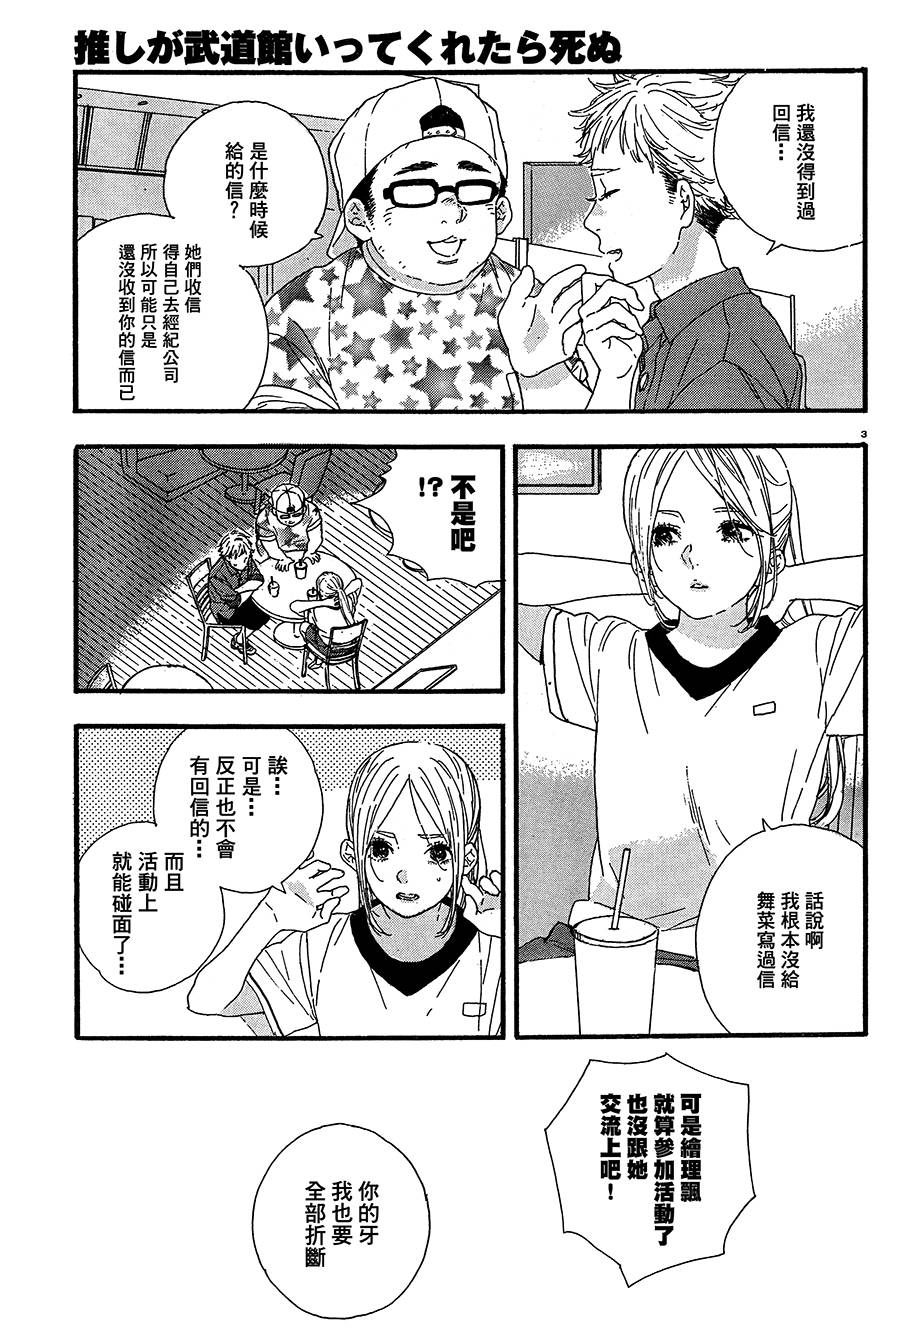 推しが武道館いってくれたら死ぬ
我還沒得到過
回信…
是什麼時候
給的信？
她們收信
得自己去經紀公司
所以可能只是
還沒收到你的信而已
3
話說啊
我根本沒給
舞菜寫過信
不是吧
!?
誒…
可是…
反正也不會
有回信的…
而且
活動上
就能碰面了…
可是繪理飄
就算參加活動了
也沒跟她
交流上吧！
你的牙
我也要
全部折斷